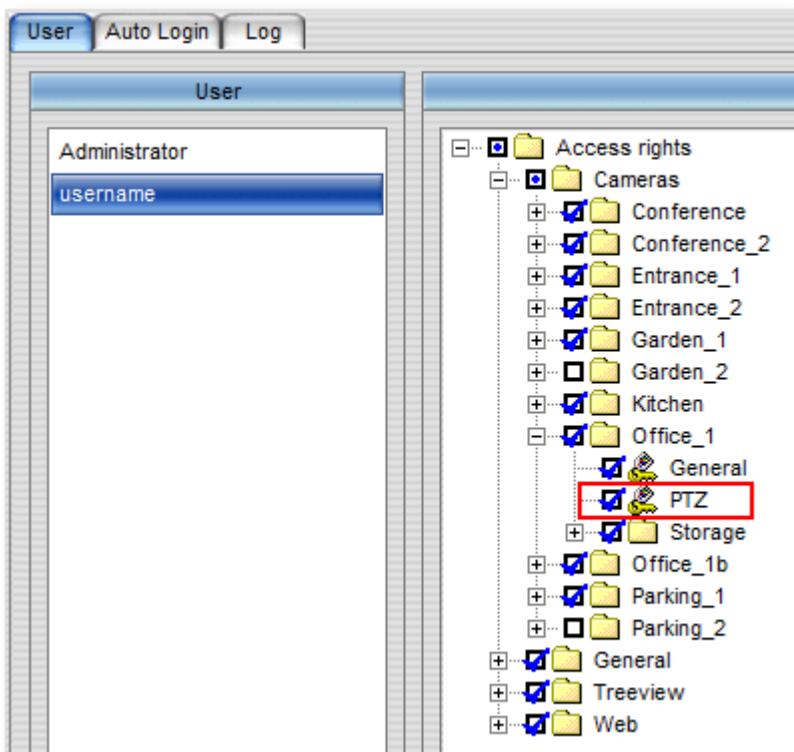 User Auto Login Log
User
Administrator
username
Access rights
Cameras
Conference
Conference_2
Entrance_1
Entrance_2
Garden_1
Garden_2
Kitchen
Office_1
General
PTZ
Storage
Office_1b
Parking_1
Parking_2
General
Treeview
Web